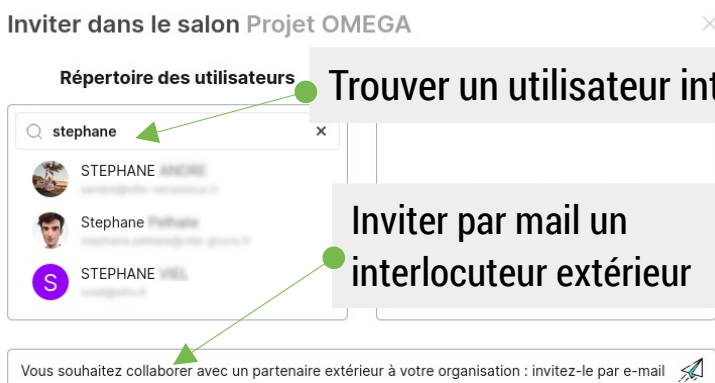 Inviter dans le salon Projet OMEGA
Répertoire des utilisateurs
Trouver un utilisateur int
stephane
STEPHANE
Stephane
STEPHANE
S
Inviter par mail un
interlocuteur extérieur
Vous souhaitez collaborer avec un partenaire extérieur à votre organisation : invitez-le par e-mail